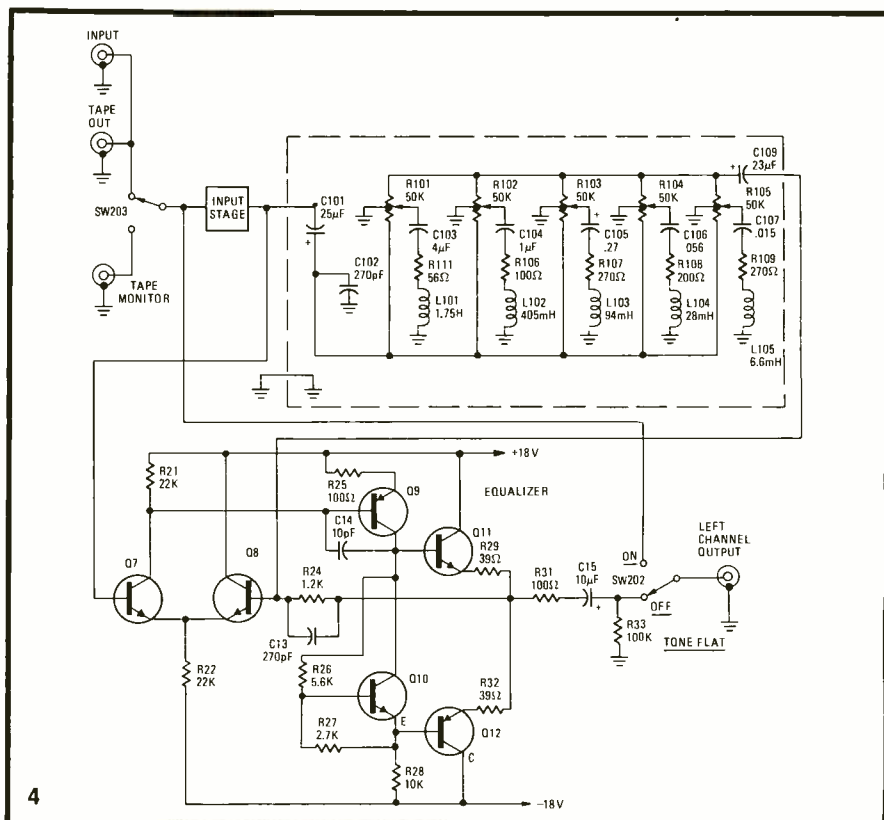 INPUT
TAPE
OUT
SW203
TAPE
MONITOR
INPUT
STAGE
C101
25µF
+
C102
270pF
R101
50K
C103
4µF
R111
56Ω
L101
1.75H
R102
50K
C104
1µF
R106
100Ω
L102
405mH
R103
50K
+
C105
.27
R107
270Ω
L103
94mH
R104
50K
C106
.056
R108
200Ω
L104
28mH
C109
23µF
+
R105
50K
C107
.015
R109
270Ω
L105
6.6mH
+18V
R21
22K
R25
100Ω
Q9
EQUALIZER
C14
10pF
Q11
R29
39Ω
Q7
Q8
R24
1.2K
C13
270pF
R31
100Ω
C15
10µF
+
ON
SW202
OFF
LEFT
CHANNEL
OUTPUT
R33
100K
TONE FLAT
R22
22K
R26
5.6K
Q10
E
R27
2.7K
R28
10K
R32
39Ω
Q12
C
-18V
4